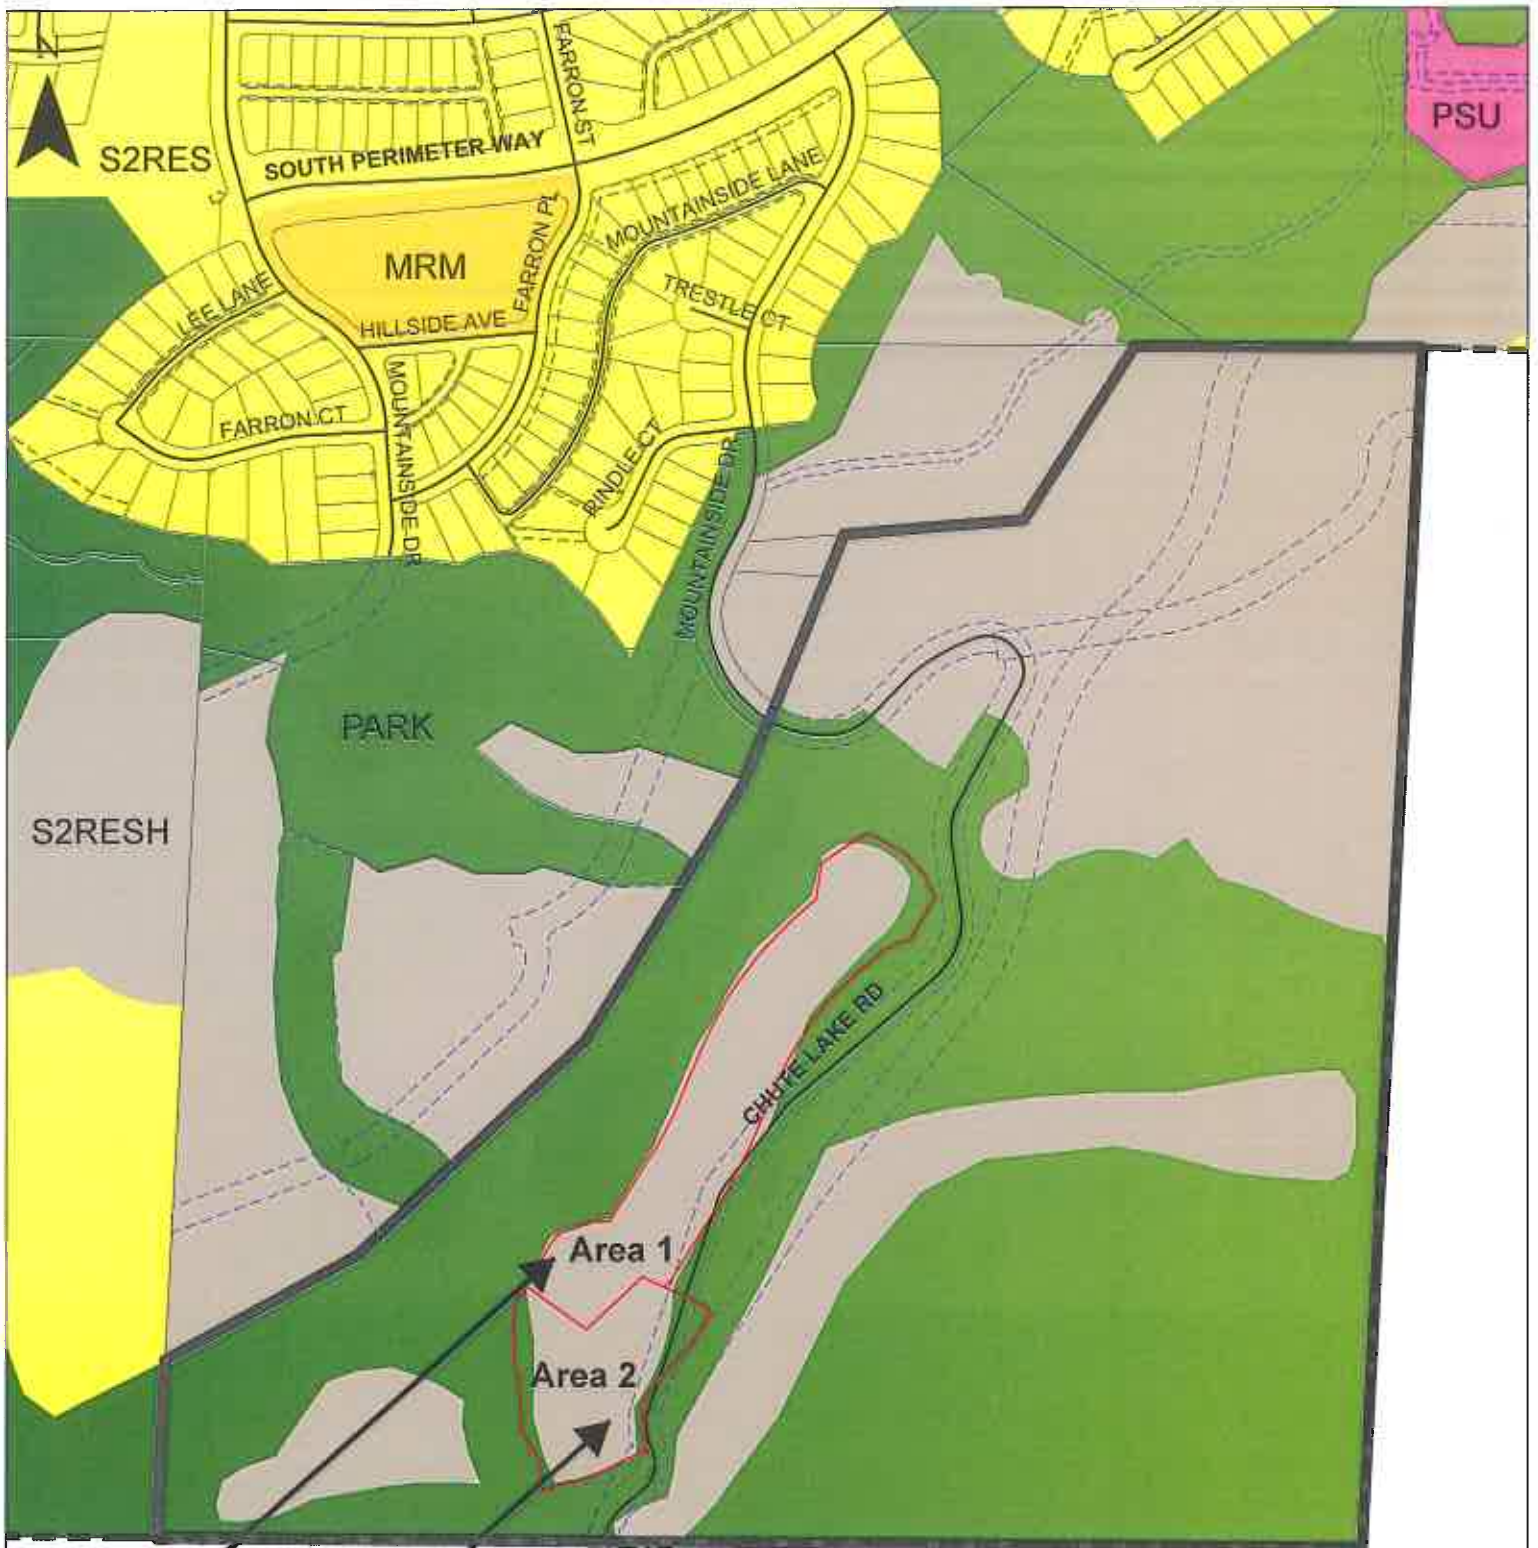 N
FARRON ST
PSU
S2RES
SOUTH PERIMETER WAY
MOUNTAINSIDE LANE
FARRON PL
MRM
LEE LANE
TRESTLE CT
HILLSIDE AVE
MOUNTAINSIDE DR
FARRON CT
RINDLE CT
MOUNTAINSIDE DR
PARK
S2RESH
CHUTE LAKE RD
Area 1
Area 2